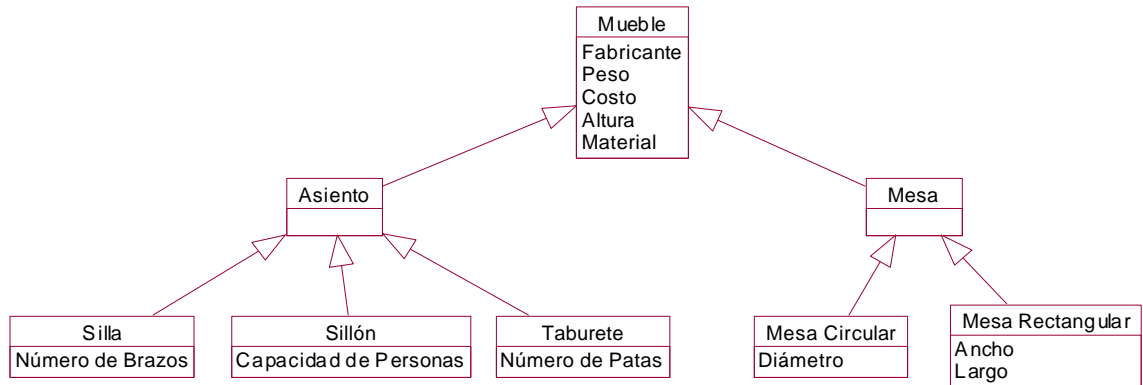 Mueble
Fabricante
Peso
Costo
Altura
Material
Asiento
Mesa
Silla
Número de Brazos
Sillón
Capacidad de Personas
Taburete
Número de Patas
Mesa Circular
Diámetro
Mesa Rectangular
Ancho
Largo